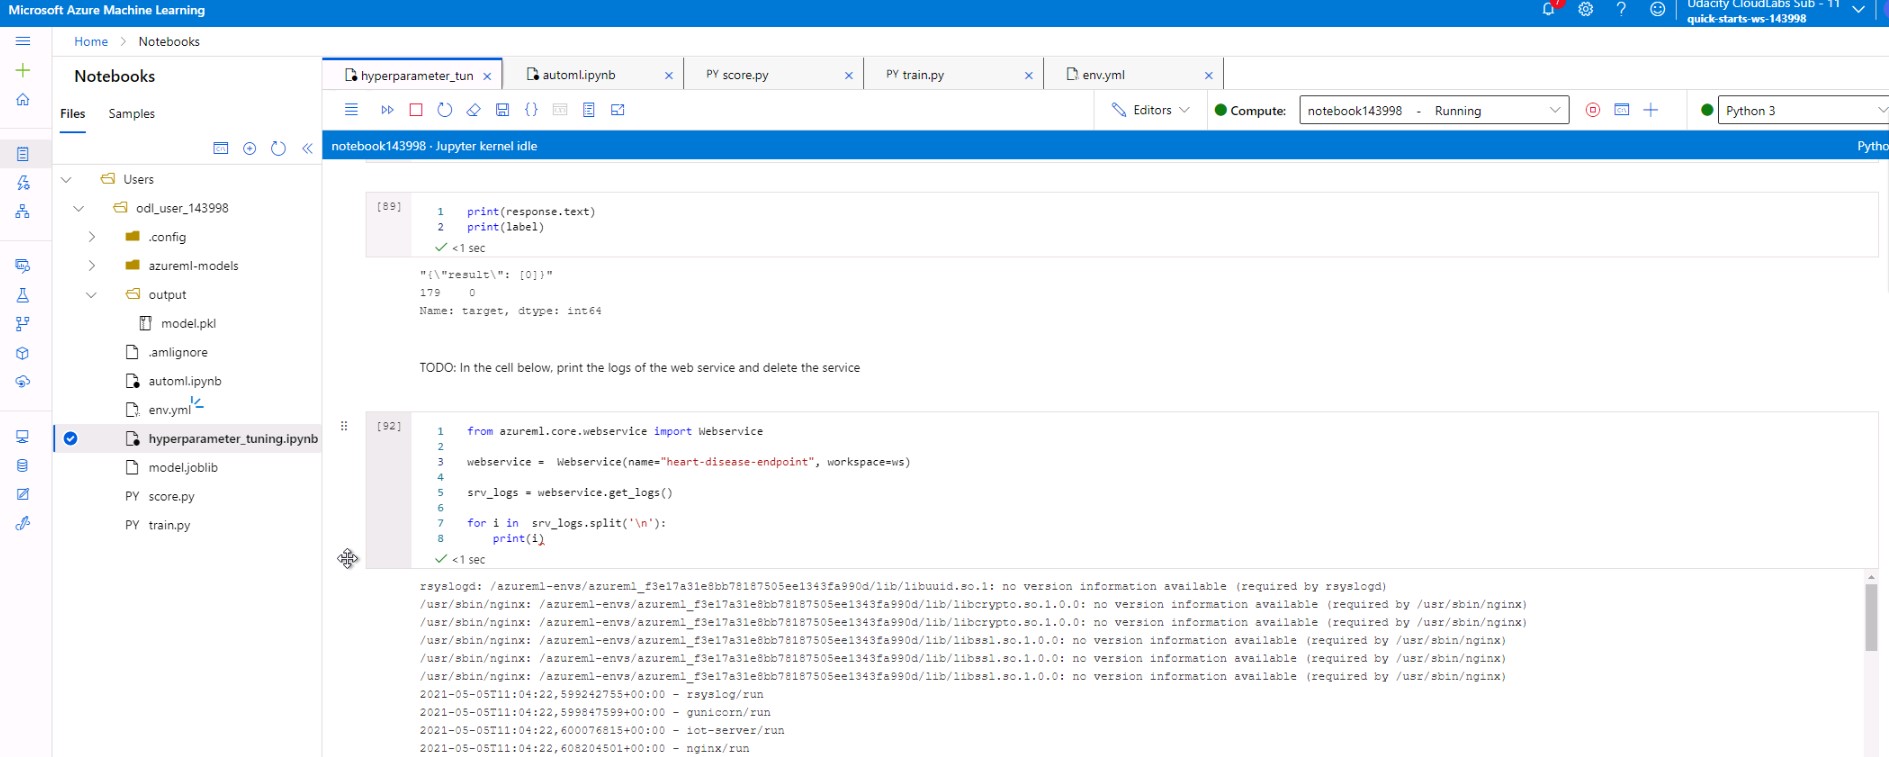 Microsoft Azure Machine Learning
7
Udacity CloudLabs Sub - 11
quick-starts-ws-143998
Home > Notebooks
Notebooks
Files Samples
Users
odl_user_143998
.config
azureml-models
output
model.pkl
.amlignore
automl.ipynb
env.yml
hyperparameter_tuning.ipynb
model.joblib
PY score.py
PY train.py
hyperparameter_tun × automl.ipynb × PY score.py × PY train.py × env.yml ×
Editors Compute: notebook143998 - Running Python 3
notebook143998 · Jupyter kernel idle Pytho
[89]
1 print(response.text)
2 print(label)
<1 sec
"{\"result\": [0]}"
179 0
Name: target, dtype: int64
TODO: In the cell below, print the logs of the web service and delete the service
[92]
1 from azureml.core.webservice import Webservice
2
3 webservice = Webservice(name="heart-disease-endpoint", workspace=ws)
4
5 srv_logs = webservice.get_logs()
6
7 for i in srv_logs.split('\n'):
8 print(i)
<1 sec
rsyslogd: /azureml-envs/azureml_f3e17a31e8bb78187505ee1343fa990d/lib/libuuid.so.1: no version information available (required by rsyslogd)
/usr/sbin/nginx: /azureml-envs/azureml_f3e17a31e8bb78187505ee1343fa990d/lib/libcrypto.so.1.0.0: no version information available (required by /usr/sbin/nginx)
/usr/sbin/nginx: /azureml-envs/azureml_f3e17a31e8bb78187505ee1343fa990d/lib/libcrypto.so.1.0.0: no version information available (required by /usr/sbin/nginx)
/usr/sbin/nginx: /azureml-envs/azureml_f3e17a31e8bb78187505ee1343fa990d/lib/libssl.so.1.0.0: no version information available (required by /usr/sbin/nginx)
/usr/sbin/nginx: /azureml-envs/azureml_f3e17a31e8bb78187505ee1343fa990d/lib/libssl.so.1.0.0: no version information available (required by /usr/sbin/nginx)
/usr/sbin/nginx: /azureml-envs/azureml_f3e17a31e8bb78187505ee1343fa990d/lib/libssl.so.1.0.0: no version information available (required by /usr/sbin/nginx)
2021-05-05T11:04:22,599242755+00:00 - rsyslog/run
2021-05-05T11:04:22,599847599+00:00 - gunicorn/run
2021-05-05T11:04:22,600076815+00:00 - iot-server/run
2021-05-05T11:04:22,608204501+00:00 - nginx/run